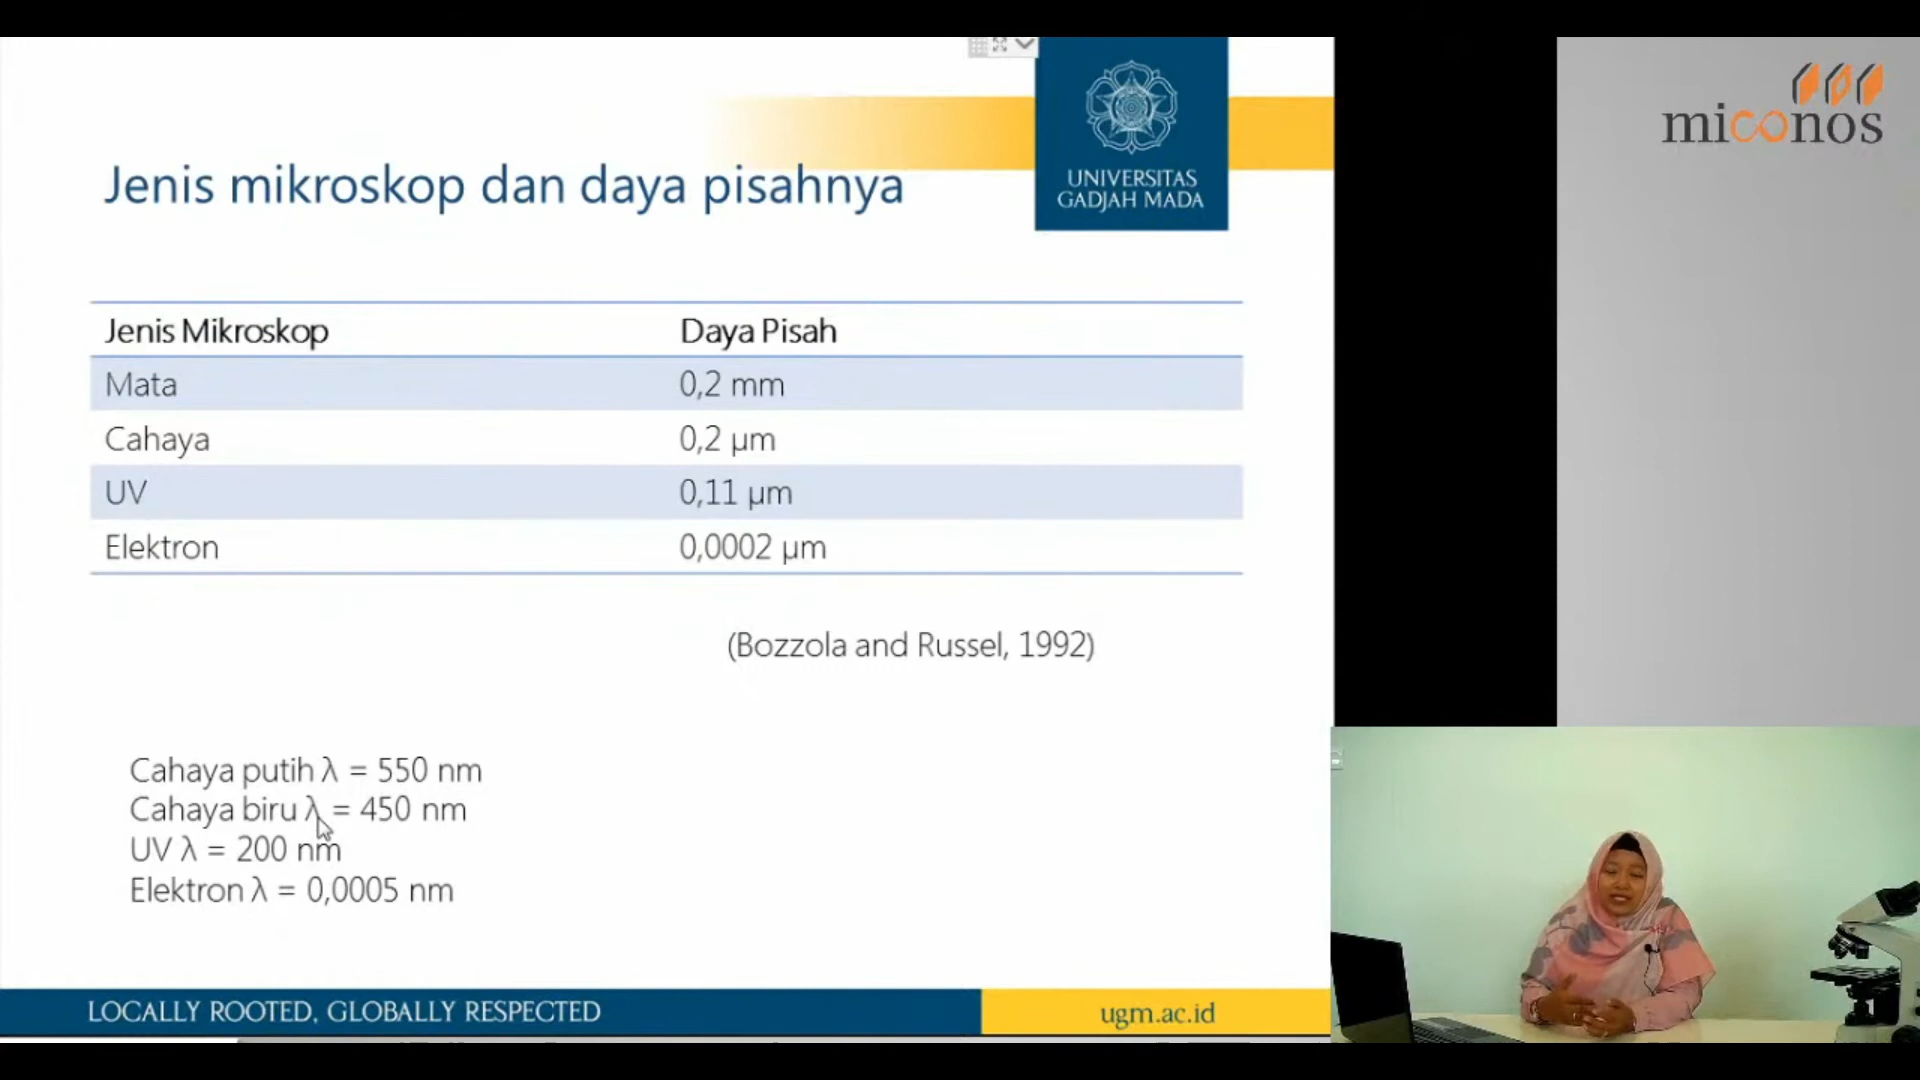 miconos
UNIVERSITAS
GADJAH MADA
Jenis mikroskop dan daya pisahnya
Jenis Mikroskop Daya Pisah
Mata 0,2 mm
Cahaya 0,2 µm
UV 0,11 µm
Elektron 0,0002 µm
(Bozzola and Russel, 1992)
Cahaya putih λ = 550 nm
Cahaya biru λ = 450 nm
UV λ = 200 nm
Elektron λ = 0,0005 nm
LOCALLY ROOTED, GLOBALLY RESPECTED
ugm.ac.id